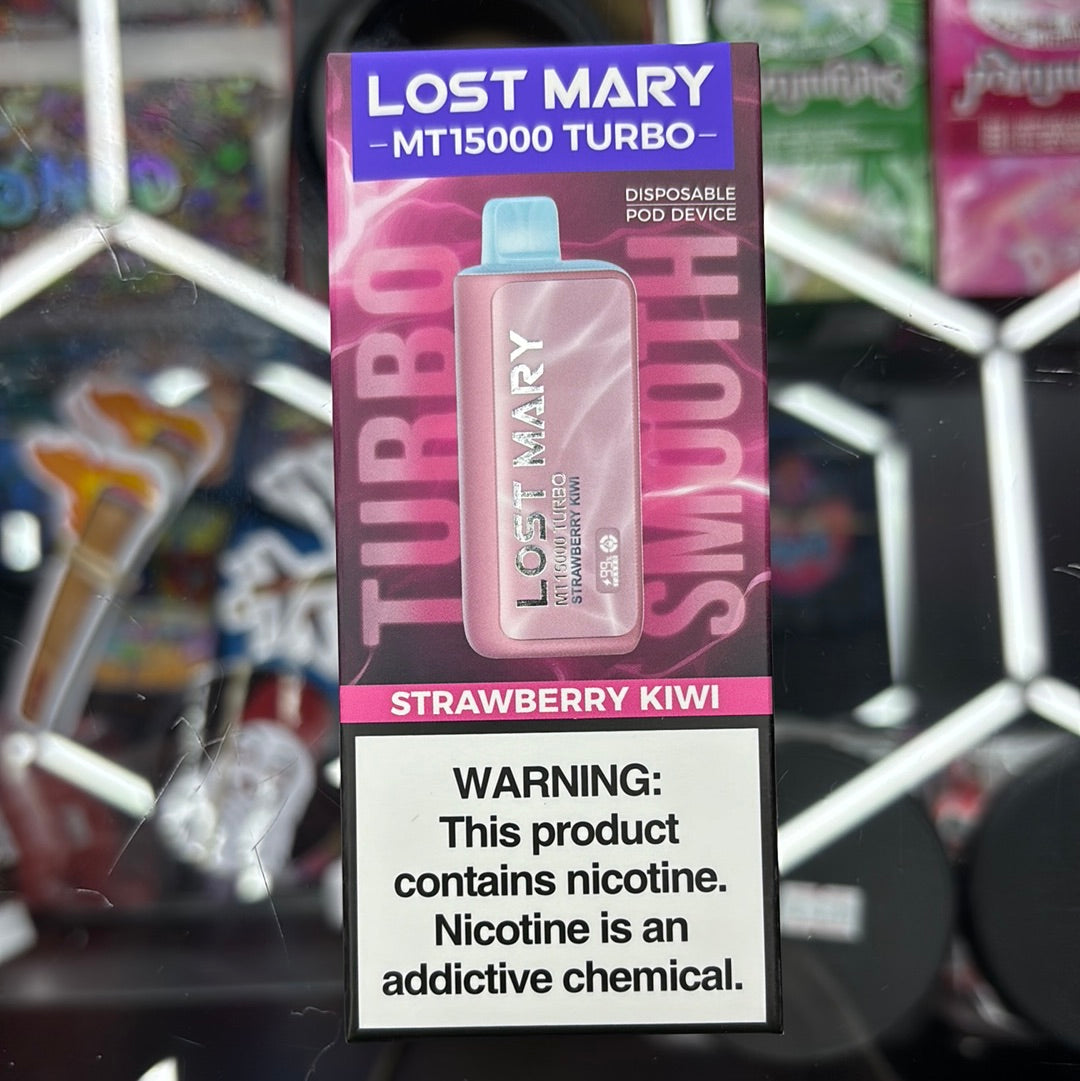 LOST MARY
-MT15000 TURBO-
DISPOSABLE
POD DEVICE
TURBO
TURBO
SMOOTH
LOST MARY
MT15000 TURBO
STRAWBERRY KIWI
STRAWBERRY KIWI
WARNING:
This product
contains nicotine.
Nicotine is an
addictive chemical.